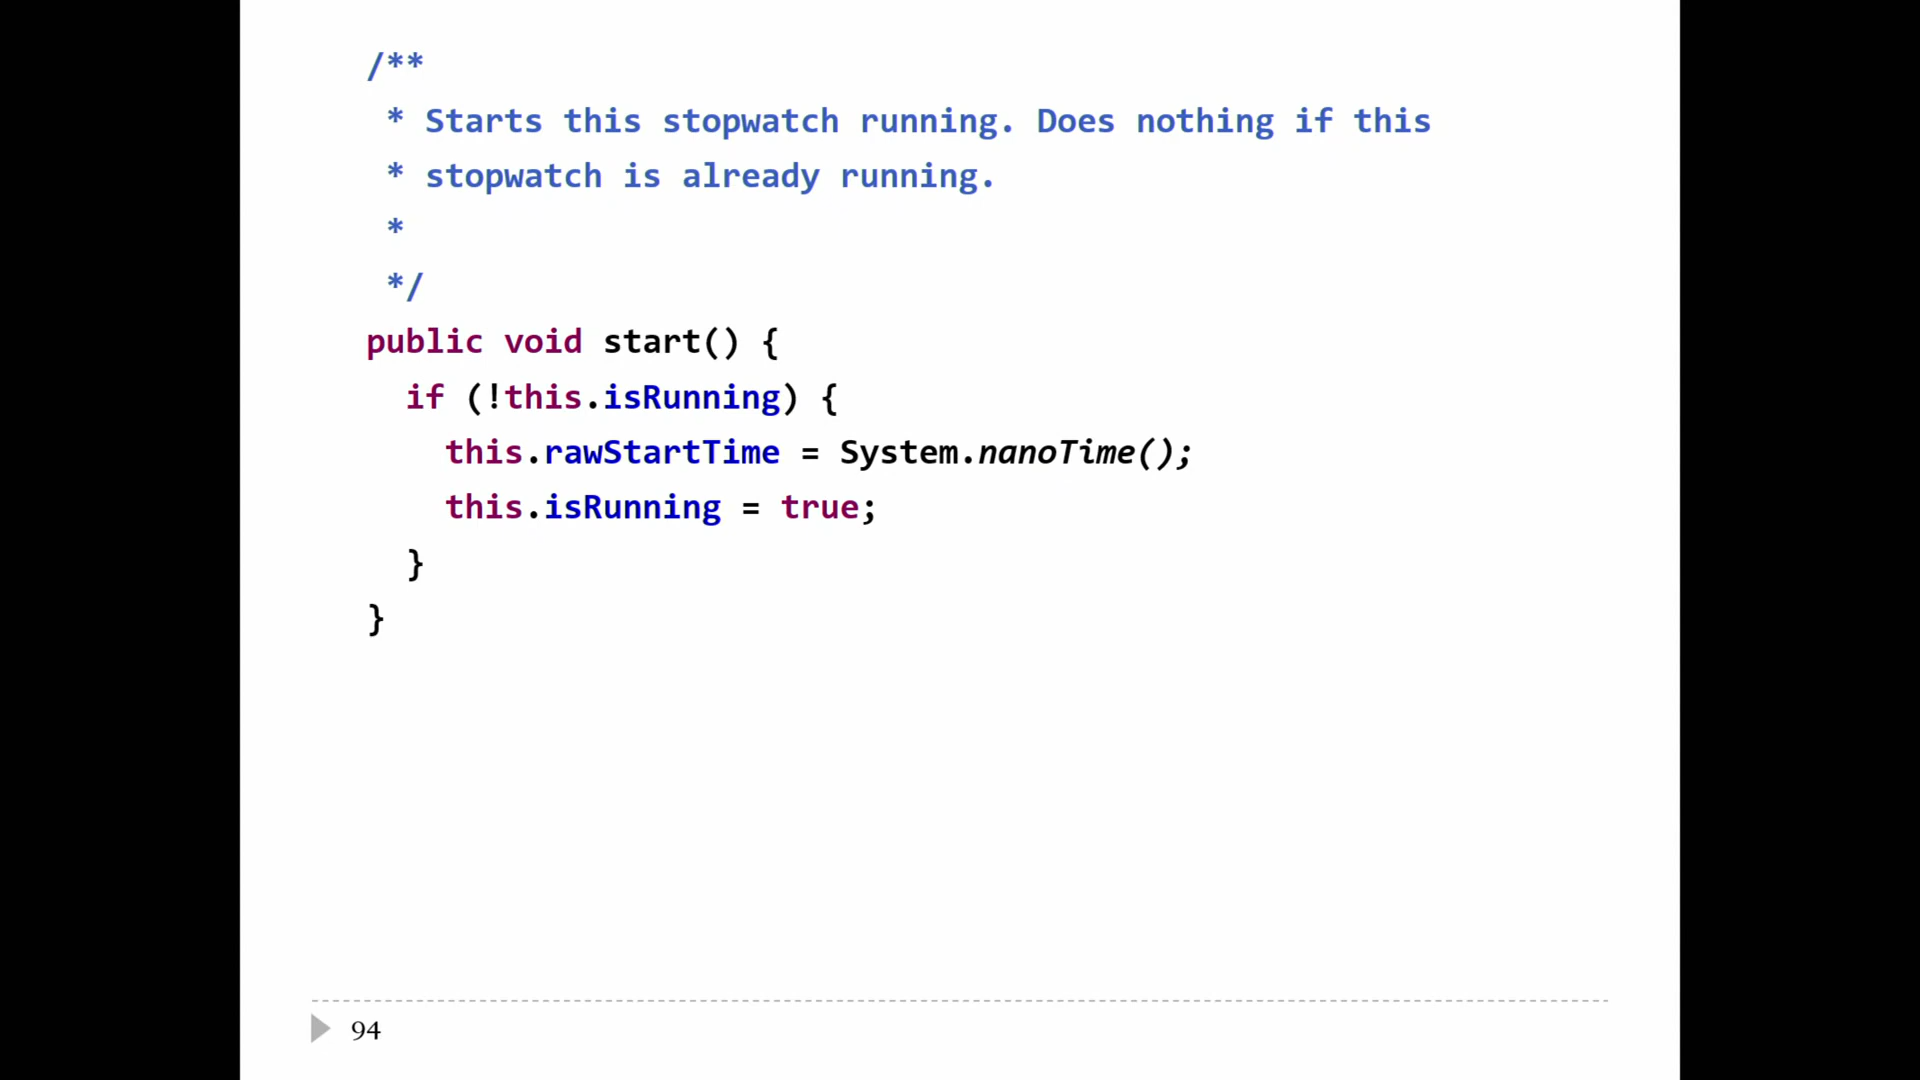 /**
 * Starts this stopwatch running. Does nothing if this
 * stopwatch is already running.
 *
 */
public void start() {
  if (!this.isRunning) {
    this.rawStartTime = System.nanoTime();
    this.isRunning = true;
  }
}
94